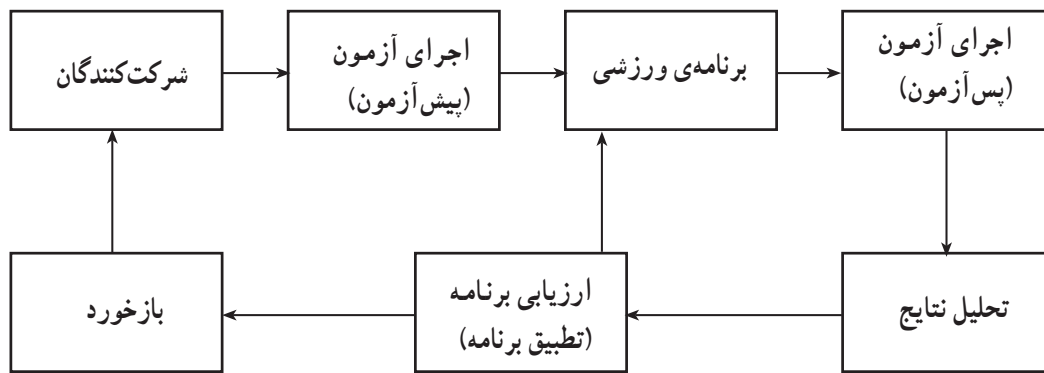 شرکت‌کنندگان
اجرای آزمون
(پیش‌آزمون)
برنامه‌ی ورزشی
اجرای آزمون
(پس‌آزمون)
تحلیل نتایج
ارزیابی برنامه
(تطبیق برنامه)
بازخورد